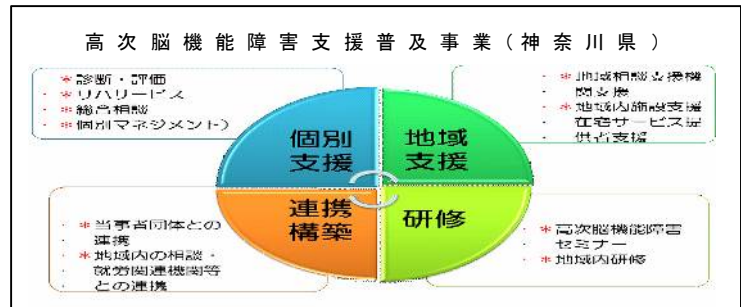 高次脳機能障害支援普及事業(神奈川県)
*診断・評価
*リハサービス
*総合相談
*個別マネジメント)
*地域相談支援機
関支援
*地域内施設支援
在宅サービス提
供者支援
個別
支援
地域
支援
連携
構築
研修
*当事者団体との
連携
*地域内の相談・
就労関連機関等
との連携
*高次脳機能障害
セミナー
*地域内研修